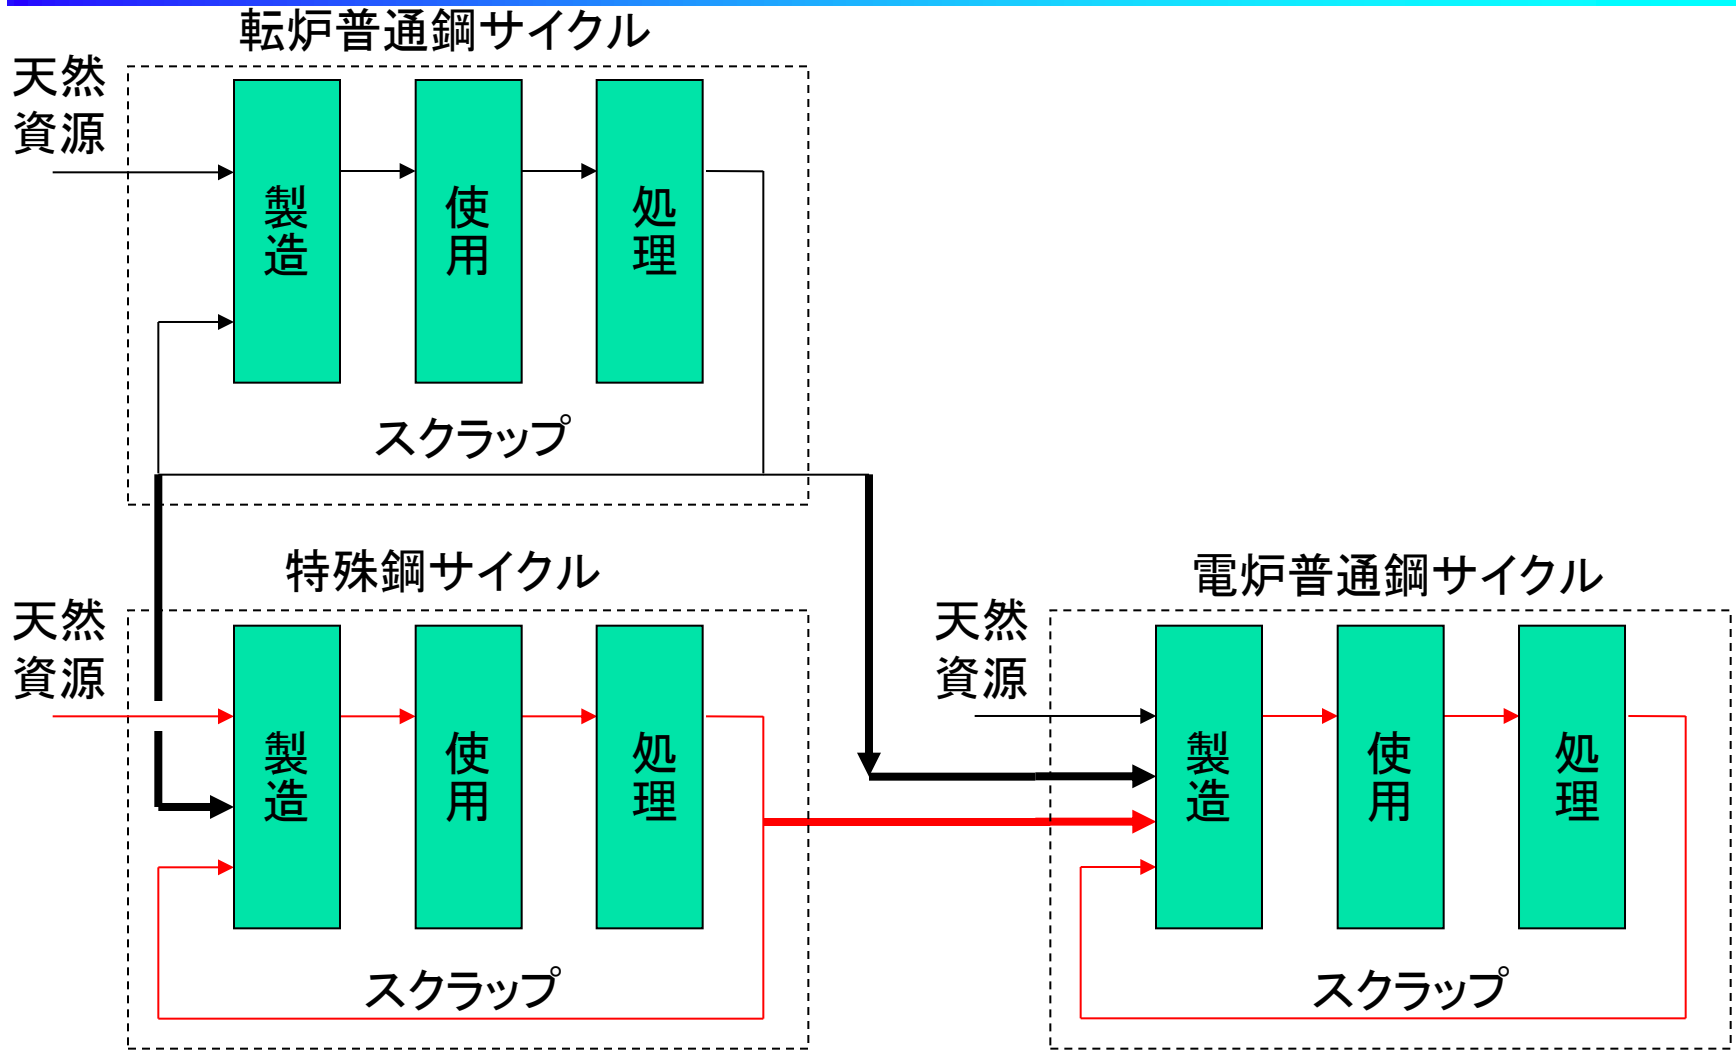 転炉普通鋼サイクル
天然
資源
製造
使用
処理
スクラップ
特殊鋼サイクル
天然
資源
製造
使用
処理
スクラップ
電炉普通鋼サイクル
天然
資源
製造
使用
処理
スクラップ